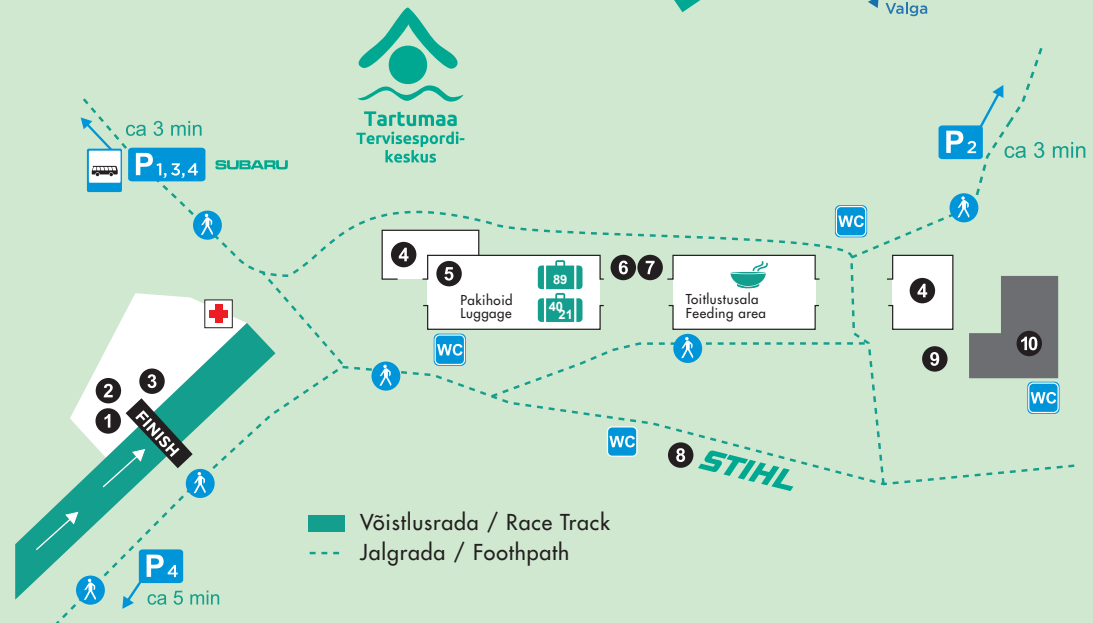 Valga
Tartumaa
Tervisespordi-
keskus
ca 3 min
P1,3,4
SUBARU
P2
ca 3 min
WC
4
5
Pakihoid
Luggage
89
40
21
6
7
Toitlustusala
Feeding area
4
9
10
WC
WC
WC
8
STIHL
3
2
1
FINISH
Võistlusrada / Race Track
Jalgrada / Foothpath
P4
ca 5 min